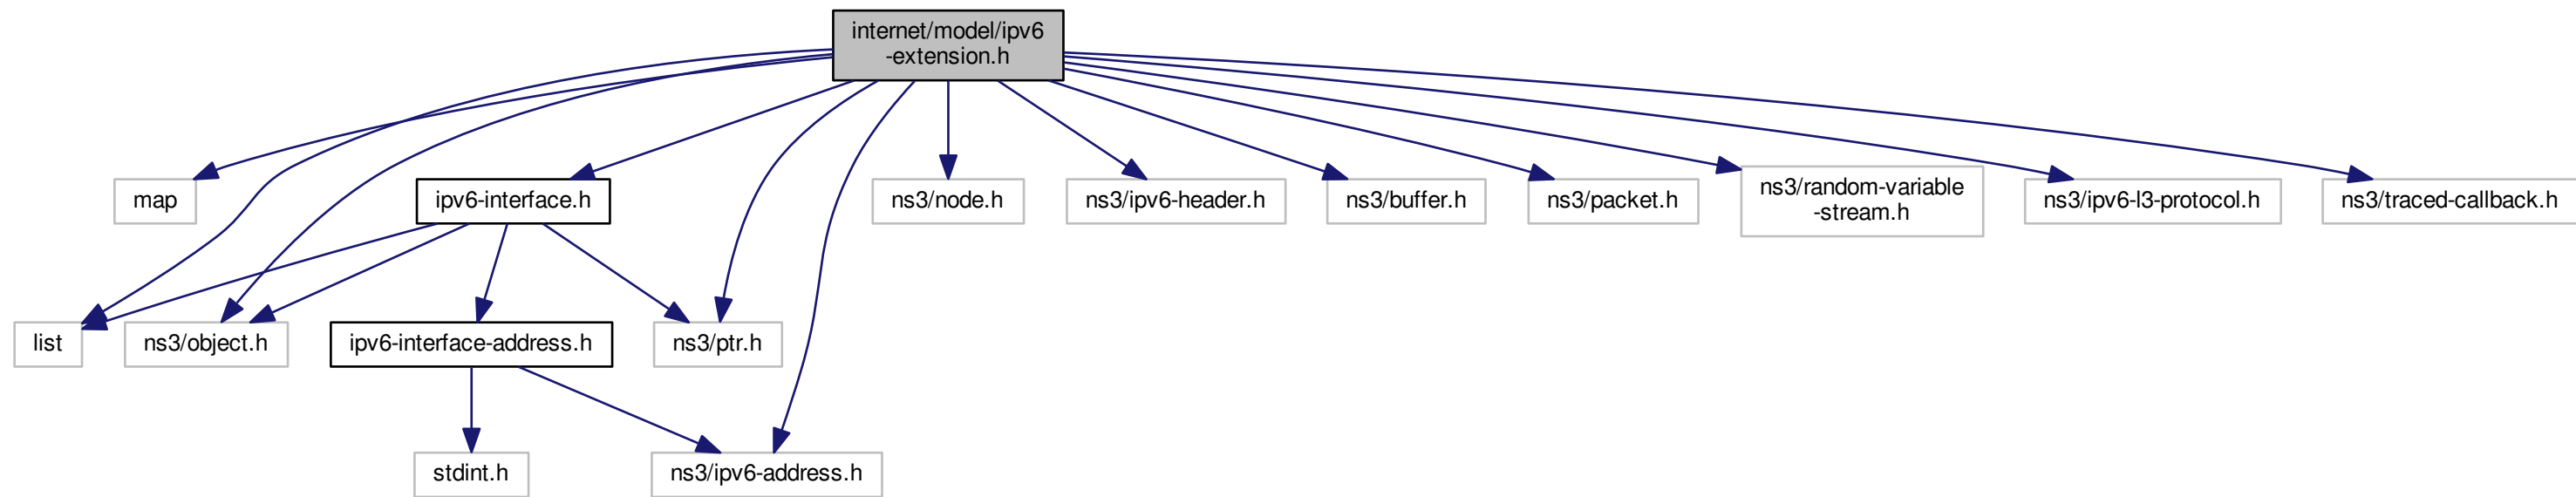 internet/model/ipv6
-extension.h
map
ipv6-interface.h
ns3/node.h
ns3/ipv6-header.h
ns3/buffer.h
ns3/packet.h
ns3/random-variable
-stream.h
ns3/ipv6-l3-protocol.h
ns3/traced-callback.h
list
ns3/object.h
ipv6-interface-address.h
ns3/ptr.h
stdint.h
ns3/ipv6-address.h